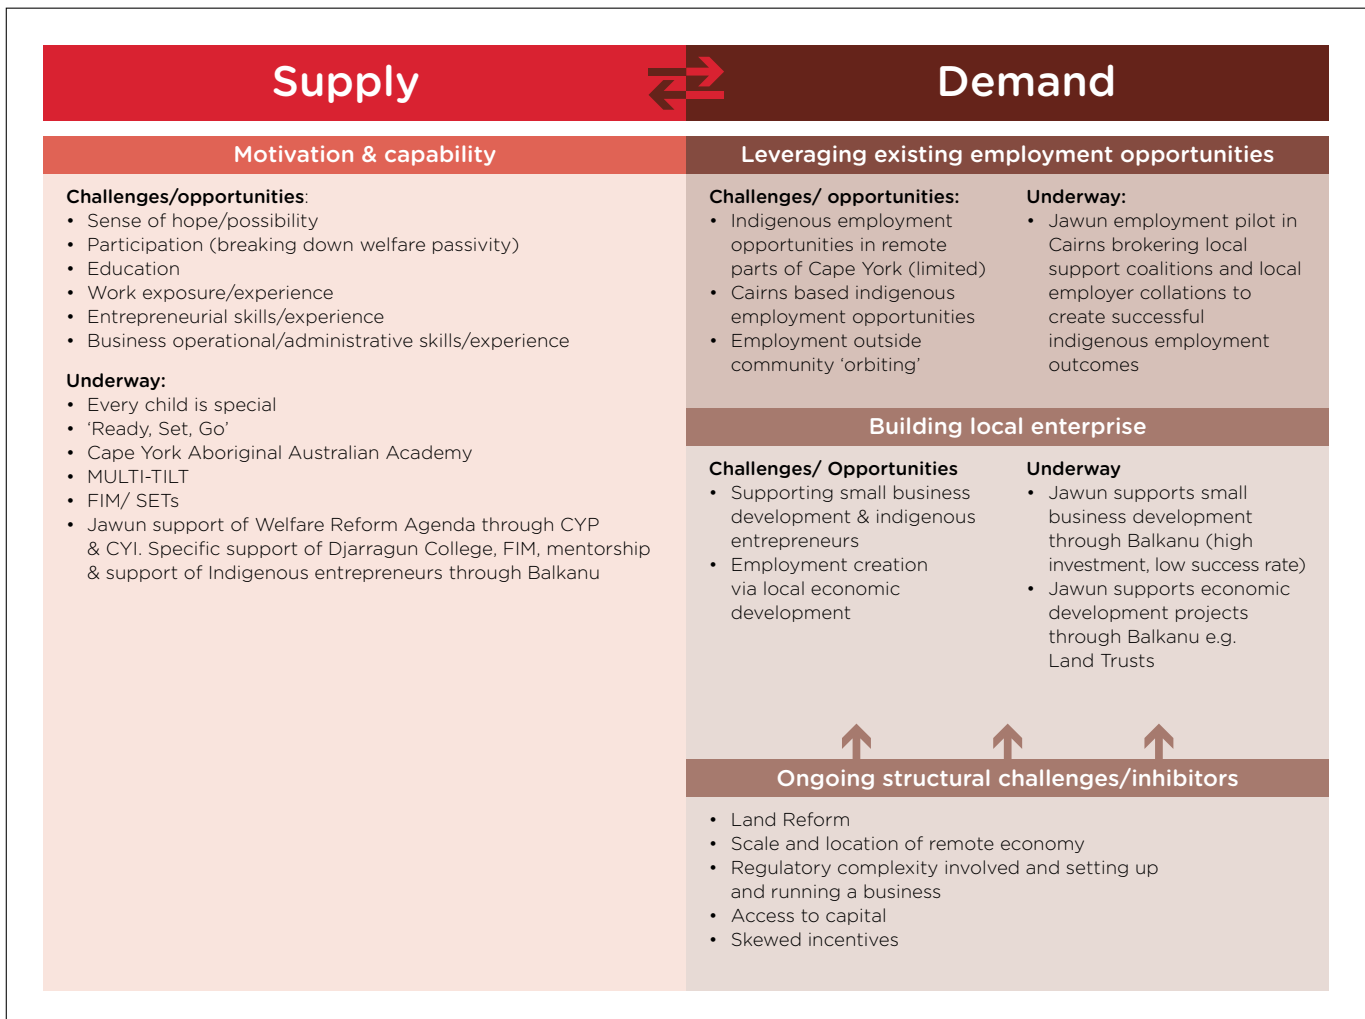 Supply
Demand
Motivation & capability
Challenges/opportunities:
• Sense of hope/possibility
• Participation (breaking down welfare passivity)
• Education
• Work exposure/experience
• Entrepreneurial skills/experience
• Business operational/administrative skills/experience
Underway:
• Every child is special
• ‘Ready, Set, Go’
• Cape York Aboriginal Australian Academy
• MULTI-TILT
• FIM/ SETs
• Jawun support of Welfare Reform Agenda through CYP
& CYI. Specific support of Djarragun College, FIM, mentorship
& support of Indigenous entrepreneurs through Balkanu
Leveraging existing employment opportunities
Challenges/ opportunities:
• Indigenous employment
opportunities in remote
parts of Cape York (limited)
• Cairns based indigenous
employment opportunities
• Employment outside
community ‘orbiting’
Underway:
• Jawun employment pilot in
Cairns brokering local
support coalitions and local
employer collations to
create successful
indigenous employment
outcomes
Building local enterprise
Challenges/ Opportunities
• Supporting small business
development & indigenous
entrepreneurs
• Employment creation
via local economic
development
Underway
• Jawun supports small
business development
through Balkanu (high
investment, low success rate)
• Jawun supports economic
development projects
through Balkanu e.g.
Land Trusts
Ongoing structural challenges/inhibitors
• Land Reform
• Scale and location of remote economy
• Regulatory complexity involved and setting up
and running a business
• Access to capital
• Skewed incentives